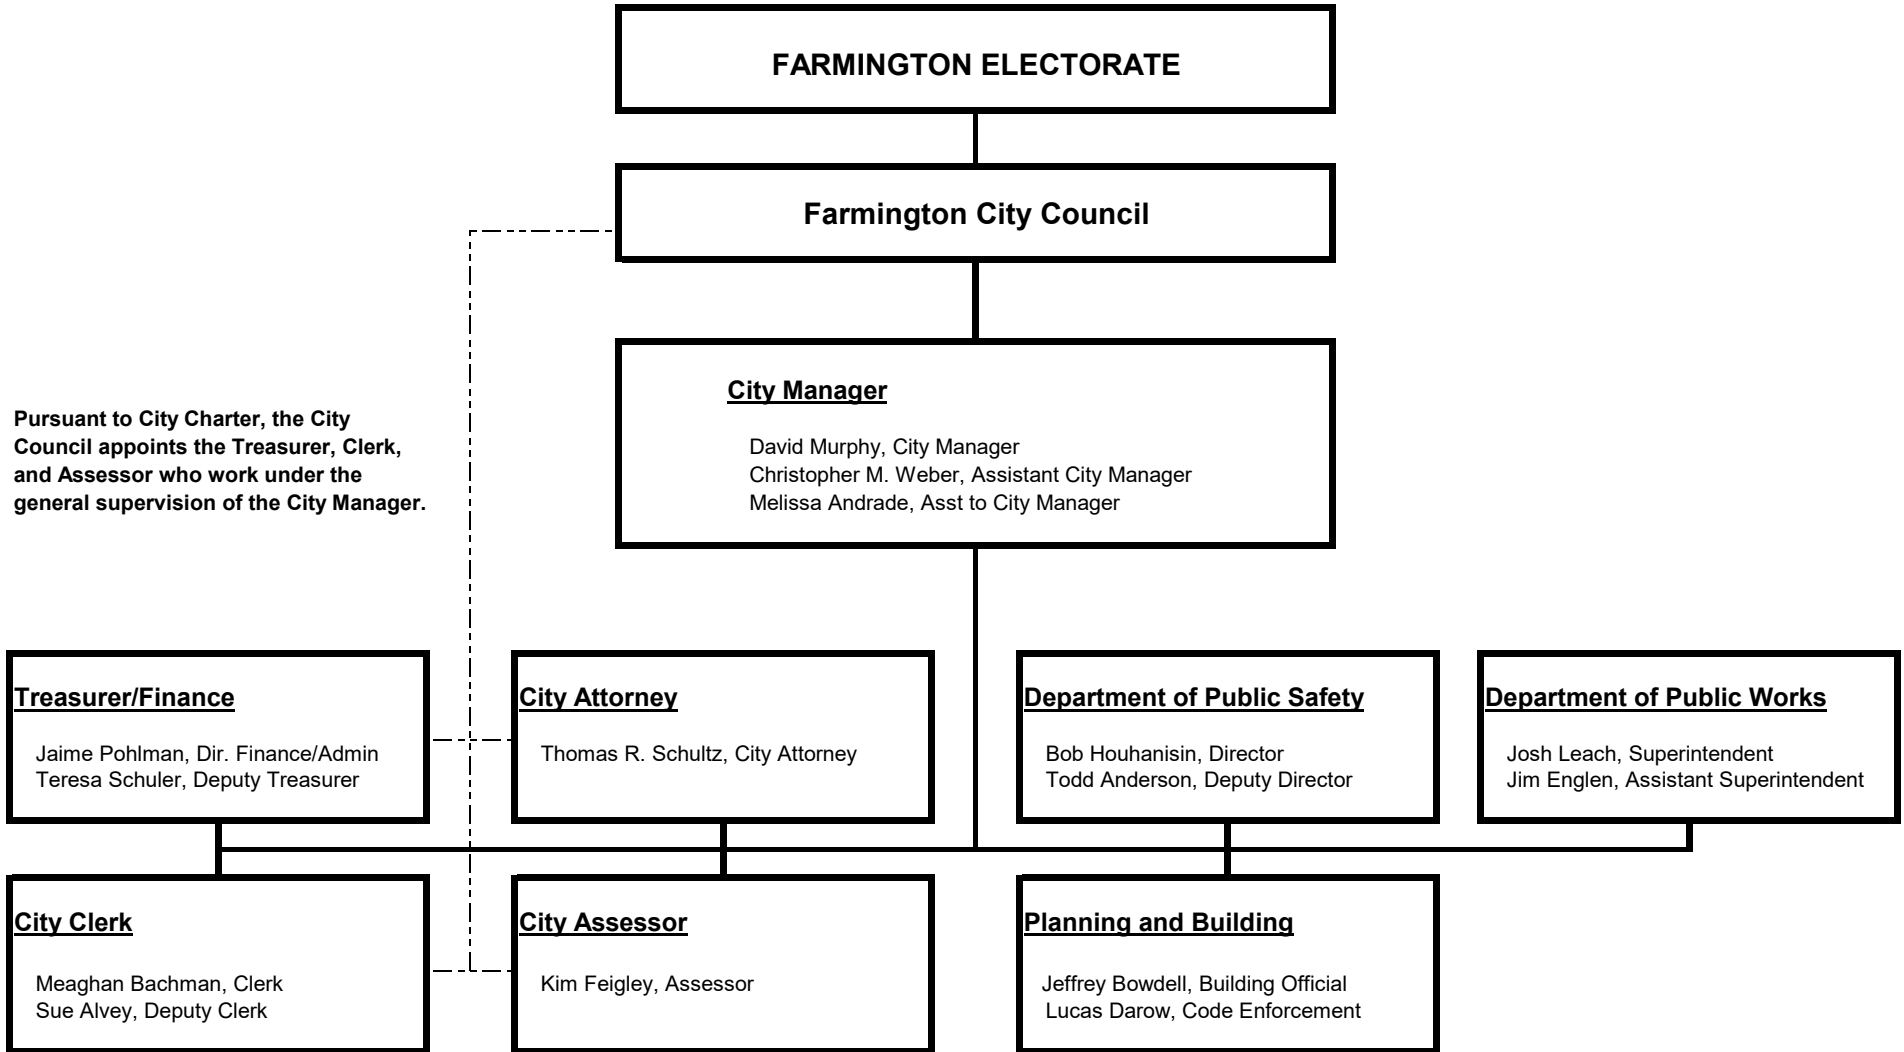 FARMINGTON ELECTORATE
Farmington City Council
City Manager
David Murphy, City Manager
Christopher M. Weber, Assistant City Manager
Melissa Andrade, Asst to City Manager
Pursuant to City Charter, the City
Council appoints the Treasurer, Clerk,
and Assessor who work under the
general supervision of the City Manager.
Treasurer/Finance
Jaime Pohlman, Dir. Finance/Admin
Teresa Schuler, Deputy Treasurer
City Attorney
Thomas R. Schultz, City Attorney
Department of Public Safety
Bob Houhanisin, Director
Todd Anderson, Deputy Director
Department of Public Works
Josh Leach, Superintendent
Jim Englen, Assistant Superintendent
City Clerk
Meaghan Bachman, Clerk
Sue Alvey, Deputy Clerk
City Assessor
Kim Feigley, Assessor
Planning and Building
Jeffrey Bowdell, Building Official
Lucas Darow, Code Enforcement